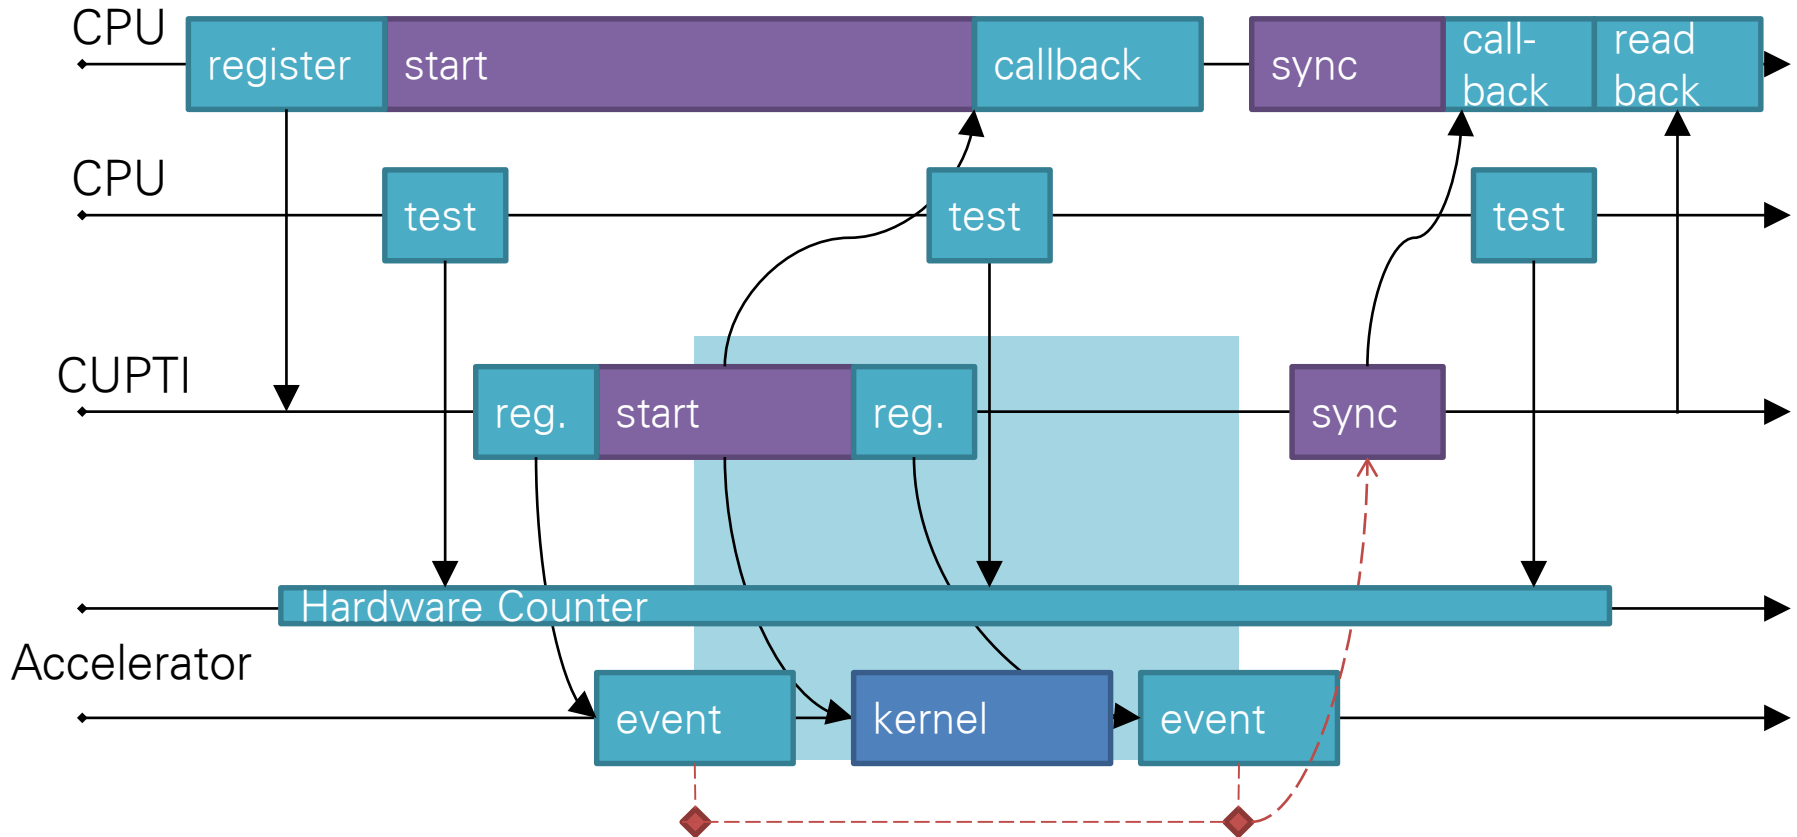 CPU
register
start
callback
sync
call-
back
read
back
CPU
test
test
test
CUPTI
reg.
start
reg.
sync
Hardware Counter
Accelerator
event
kernel
event